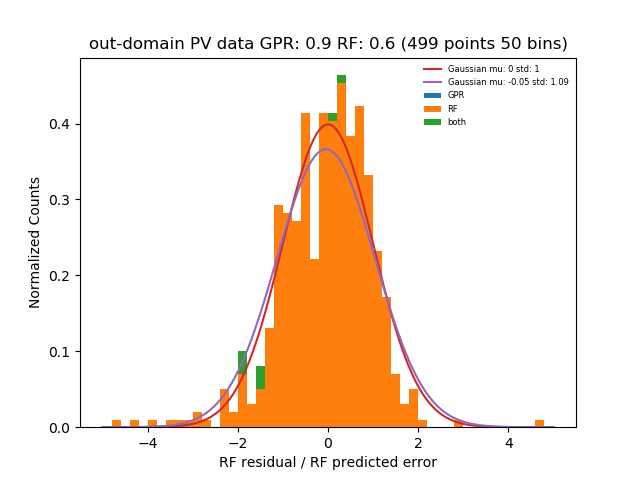 out-domain PV data GPR: 0.9 RF: 0.6 (499 points 50 bins)
Gaussian mu: 0 std: 1
Gaussian mu: -0.05 std: 1.09
GPR
RF
both
Normalized Counts
0.4
0.3
0.2
0.1
0.0
−4 −2 0 2 4
RF residual / RF predicted error